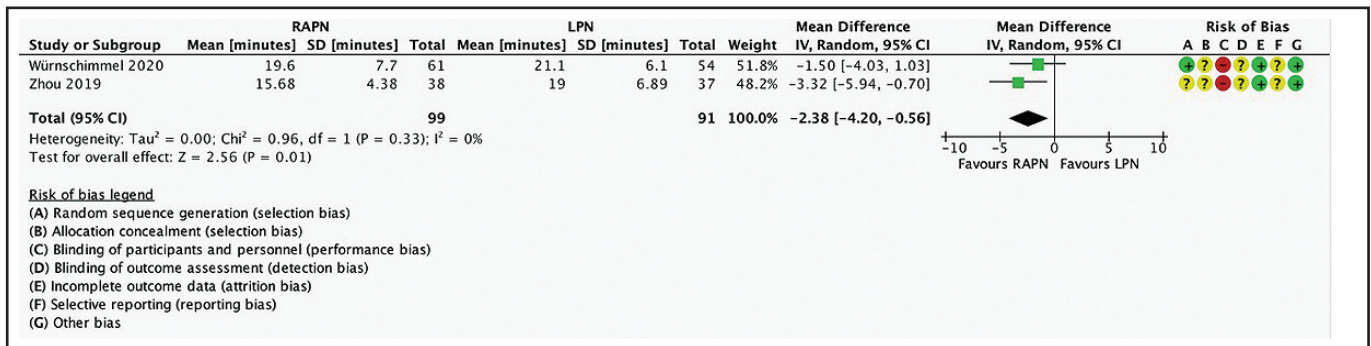 RAPN LPN Mean Difference Mean Difference Risk of Bias
Study or Subgroup Mean [minutes] SD [minutes] Total Mean [minutes] SD [minutes] Total Weight IV, Random, 95% CI IV, Random, 95% CI A B C D E F G
Würnschimmel 2020 19.6 7.7 61 21.1 6.1 54 51.8% -1.50 [-4.03, 1.03] + ? - ? + ? +
Zhou 2019 15.68 4.38 38 19 6.89 37 48.2% -3.32 [-5.94, -0.70] ? ? - ? + ? +
Total (95% CI) 99 91 100.0% -2.38 [-4.20, -0.56]
Heterogeneity: Tau² = 0.00; Chi² = 0.96, df = 1 (P = 0.33); I² = 0%
Test for overall effect: Z = 2.56 (P = 0.01)
-10 -5 0 5 10
Favours RAPN Favours LPN
Risk of bias legend
(A) Random sequence generation (selection bias)
(B) Allocation concealment (selection bias)
(C) Blinding of participants and personnel (performance bias)
(D) Blinding of outcome assessment (detection bias)
(E) Incomplete outcome data (attrition bias)
(F) Selective reporting (reporting bias)
(G) Other bias